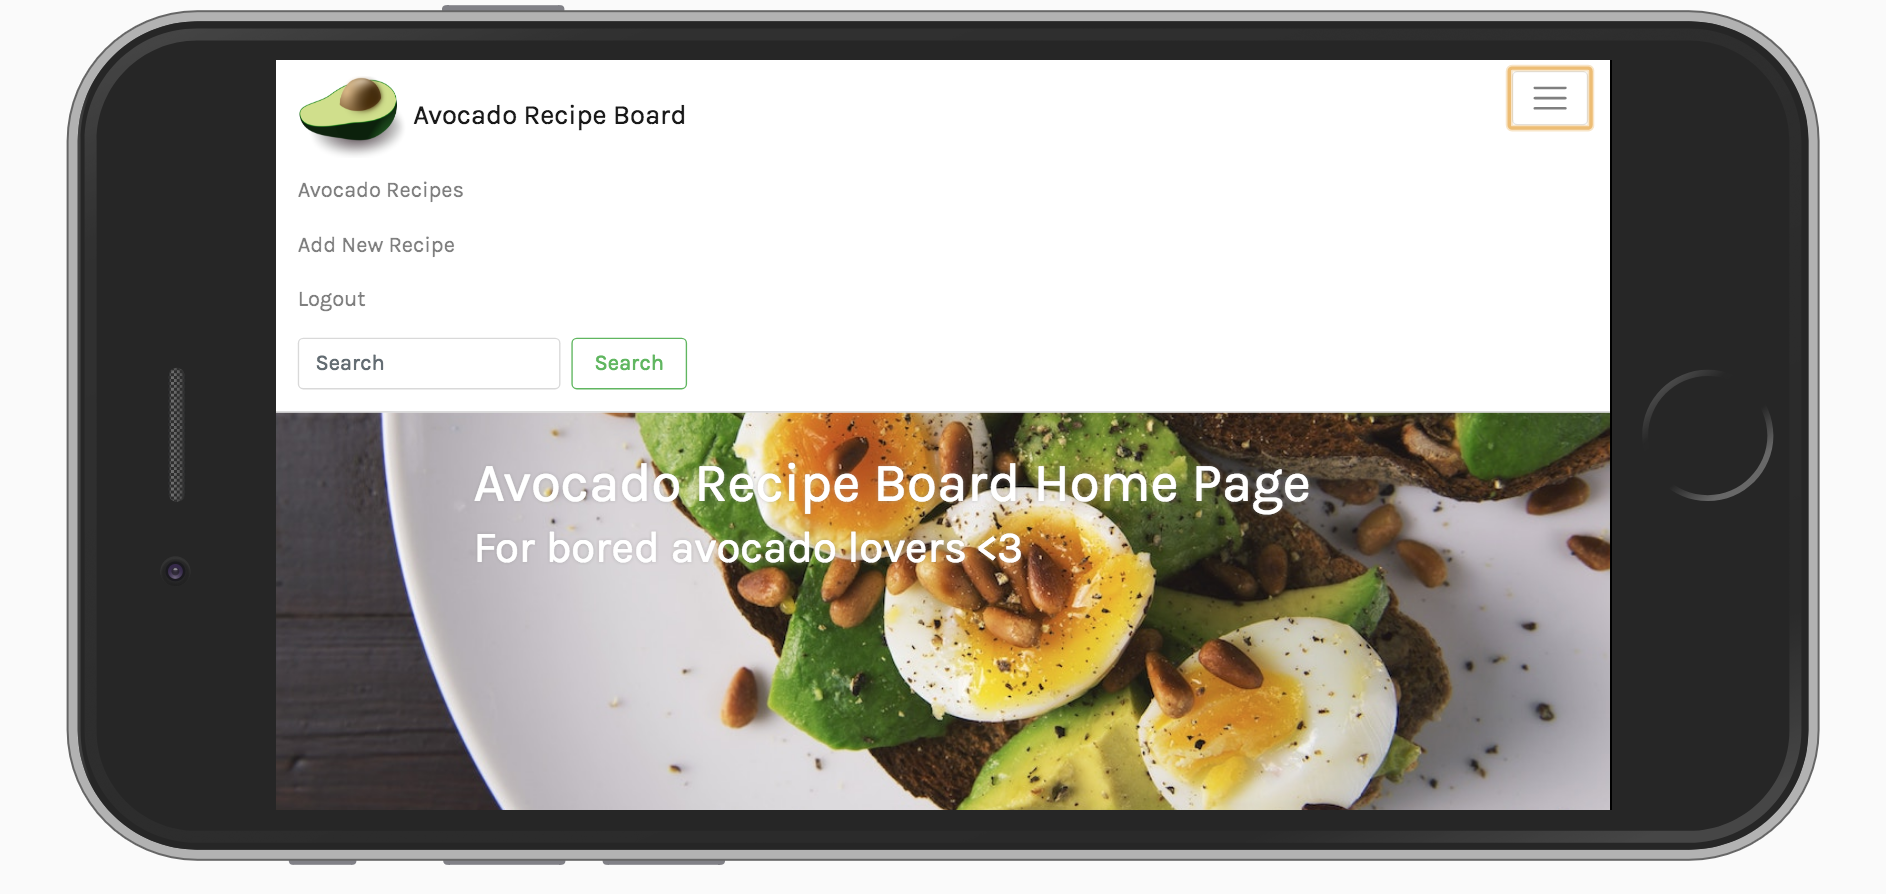 Avocado Recipe Board
Avocado Recipes
Add New Recipe
Logout
Search Search
Avocado Recipe Board Home Page
For bored avocado lovers <3